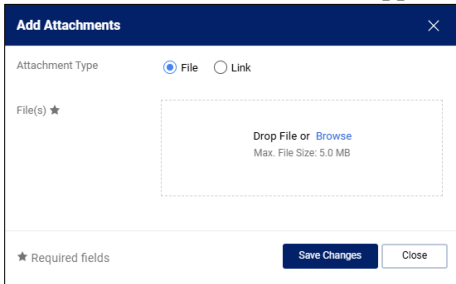 Add Attachments
Attachment Type
File
Link
File(s)
Drop File or Browse
Max. File Size: 5.0 MB
Required fields
Save Changes
Close